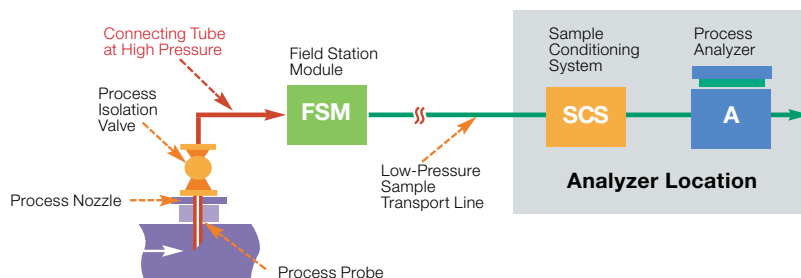 Connecting Tube
at High Pressure
Field Station
Module
Sample
Conditioning
System
Process
Analyzer
Process
Isolation
Valve
FSM
SCS
A
Low-Pressure
Sample
Transport Line
Analyzer Location
Process Nozzle
Process Probe